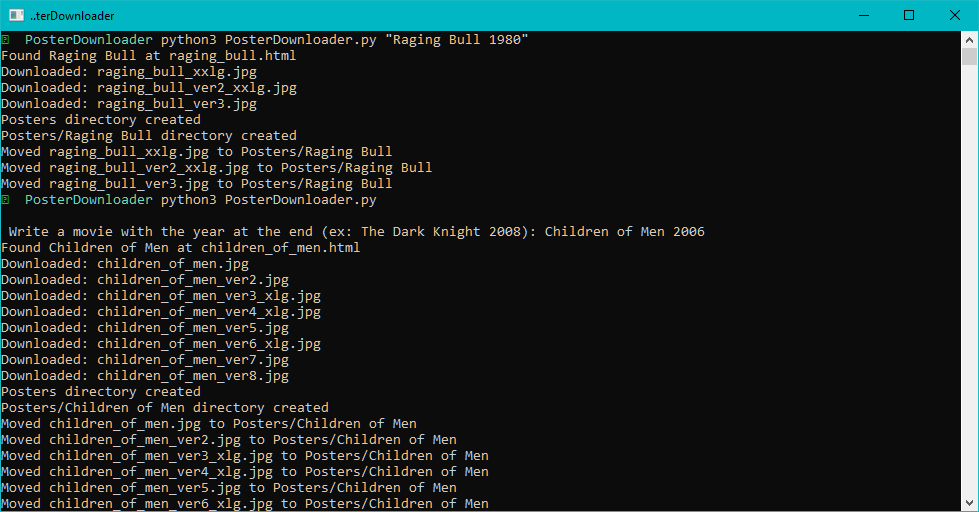 ..terDownloader
PosterDownloader python3 PosterDownloader.py "Raging Bull 1980"
Found Raging Bull at raging_bull.html
Downloaded: raging_bull_xxlg.jpg
Downloaded: raging_bull_ver2_xxlg.jpg
Downloaded: raging_bull_ver3.jpg
Posters directory created
Posters/Raging Bull directory created
Moved raging_bull_xxlg.jpg to Posters/Raging Bull
Moved raging_bull_ver2_xxlg.jpg to Posters/Raging Bull
Moved raging_bull_ver3.jpg to Posters/Raging Bull
PosterDownloader python3 PosterDownloader.py
Write a movie with the year at the end (ex: The Dark Knight 2008): Children of Men 2006
Found Children of Men at children_of_men.html
Downloaded: children_of_men.jpg
Downloaded: children_of_men_ver2.jpg
Downloaded: children_of_men_ver3_xlg.jpg
Downloaded: children_of_men_ver4_xlg.jpg
Downloaded: children_of_men_ver5.jpg
Downloaded: children_of_men_ver6_xlg.jpg
Downloaded: children_of_men_ver7.jpg
Downloaded: children_of_men_ver8.jpg
Posters directory created
Posters/Children of Men directory created
Moved children_of_men.jpg to Posters/Children of Men
Moved children_of_men_ver2.jpg to Posters/Children of Men
Moved children_of_men_ver3_xlg.jpg to Posters/Children of Men
Moved children_of_men_ver4_xlg.jpg to Posters/Children of Men
Moved children_of_men_ver5.jpg to Posters/Children of Men
Moved children_of_men_ver6_xlg.jpg to Posters/Children of Men